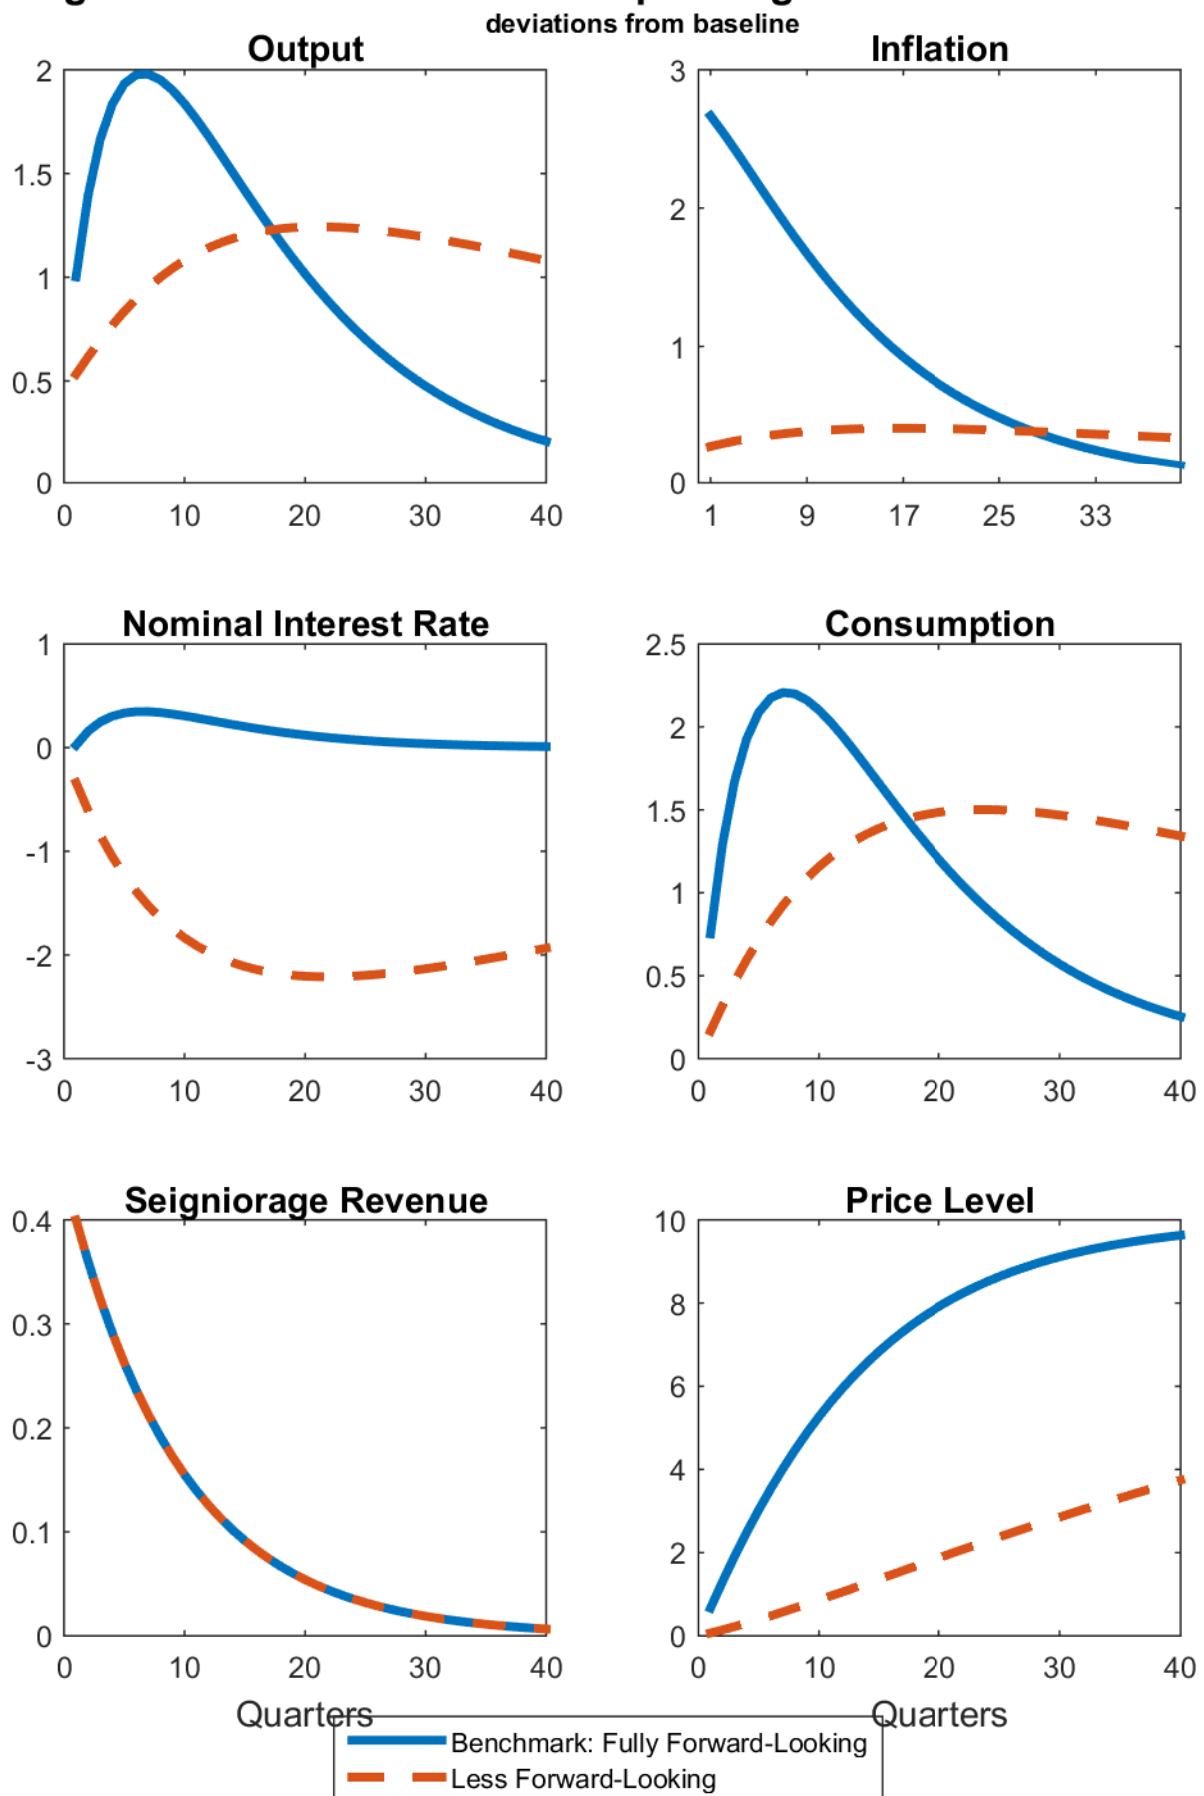 deviations from baseline
Output
2
1.5
1
0.5
0
0 10 20 30 40
Inflation
3
2
1
0
1 9 17 25 33
Nominal Interest Rate
1
0
-1
-2
-3
0 10 20 30 40
Consumption
2.5
2
1.5
1
0.5
0
0 10 20 30 40
Seigniorage Revenue
0.4
0.3
0.2
0.1
0
0 10 20 30 40
Quarters
Price Level
10
8
6
4
2
0
0 10 20 30 40
Quarters
Benchmark: Fully Forward-Looking
Less Forward-Looking